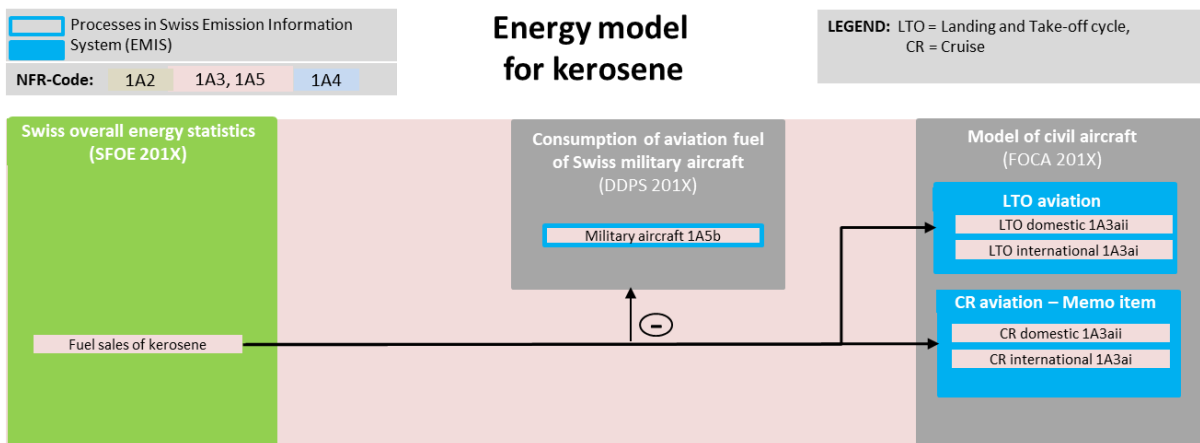 Processes in Swiss Emission Information
System (EMIS)
NFR-Code: 1A2 1A3, 1A5 1A4
Energy model
for kerosene
LEGEND: LTO = Landing and Take-off cycle,
CR = Cruise
Swiss overall energy statistics
(SFOE 201X)
Fuel sales of kerosene
Consumption of aviation fuel
of Swiss military aircraft
(DDPS 201X)
Military aircraft 1A5b
-
Model of civil aircraft
(FOCA 201X)
LTO aviation
LTO domestic 1A3aii
LTO international 1A3ai
CR aviation – Memo item
CR domestic 1A3aii
CR international 1A3ai